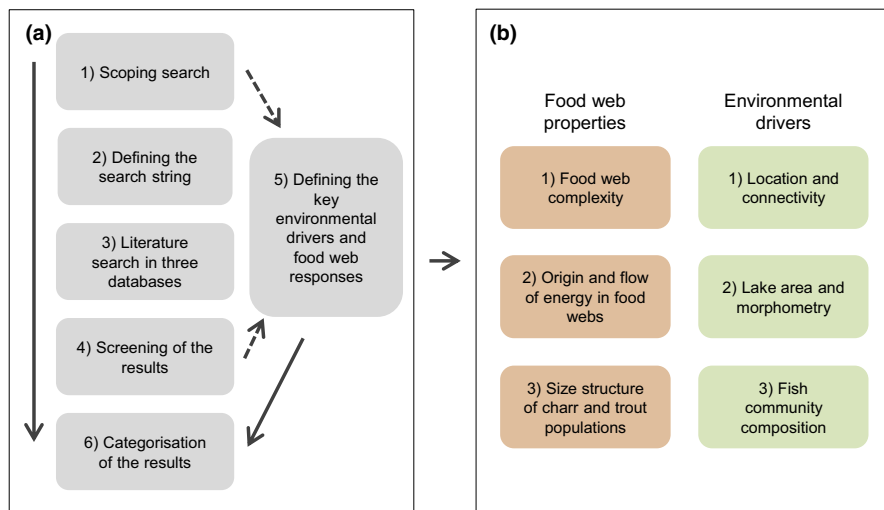 (a)
1) Scoping search
2) Defining the
search string
3) Literature
search in three
databases
4) Screening of the
results
5) Defining the
key
environmental
drivers and
food web
responses
6) Categorisation
of the results
(b)
Food web
properties
1) Food web
complexity
2) Origin and flow
of energy in food
webs
3) Size structure
of charr and trout
populations
Environmental
drivers
1) Location and
connectivity
2) Lake area and
morphometry
3) Fish
community
composition